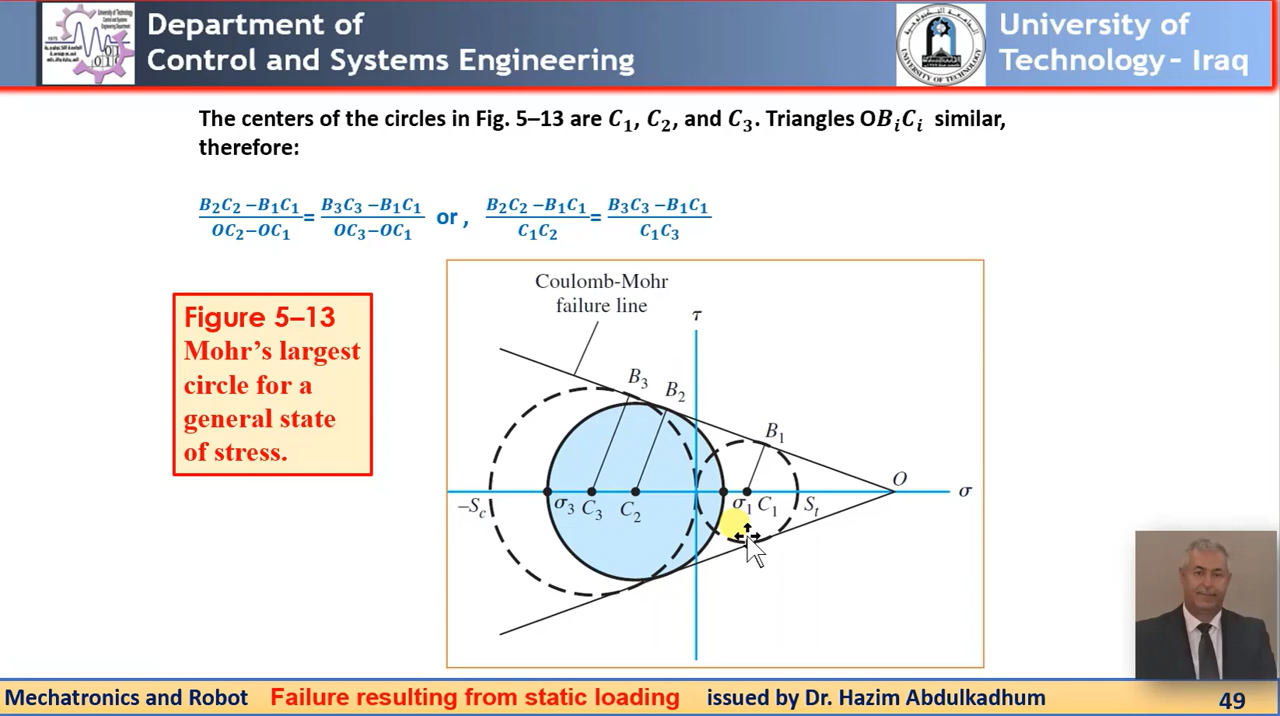 Department of
Control and Systems Engineering
University of
Technology - Iraq
UNIVERSITY OF TECHNOLOGY
The centers of the circles in Fig. 5–13 are C₁, C₂, and C₃. Triangles OBᵢCᵢ similar,
therefore:
(B₂C₂ −B₁C₁)/(OC₂−OC₁) = (B₃C₃ −B₁C₁)/(OC₃−OC₁) or , (B₂C₂ −B₁C₁)/(C₁C₂) = (B₃C₃ −B₁C₁)/(C₁C₃)
Figure 5–13
Mohr’s largest
circle for a
general state
of stress.
Coulomb-Mohr
failure line
τ
B₃
B₂
B₁
O
σ
−S𝑐
σ₃
C₃
C₂
σ₁
C₁
Sₜ
Mechatronics and Robot Failure resulting from static loading issued by Dr. Hazim Abdulkadhum 49